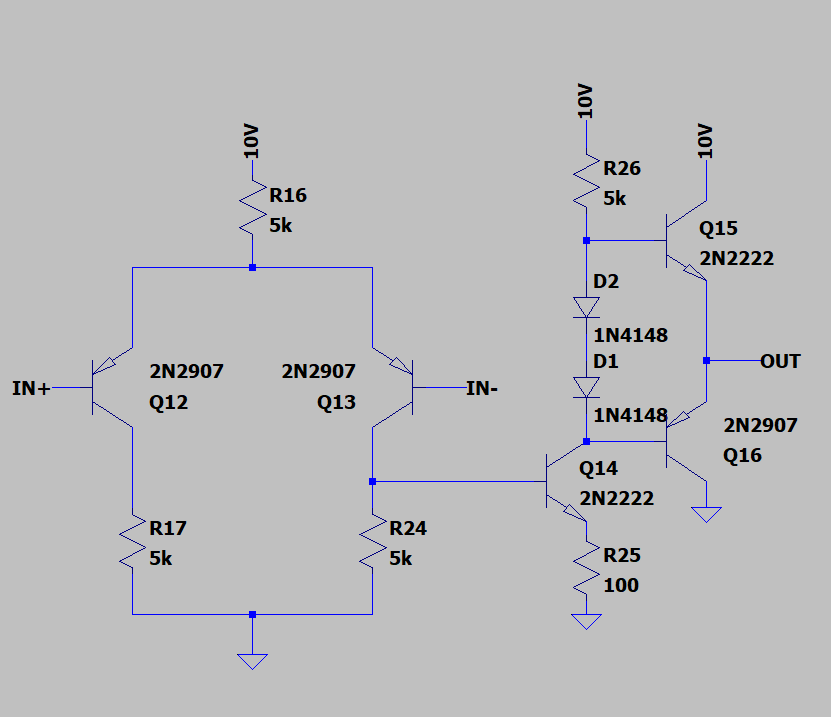 10V
R16
5k
IN+
2N2907
Q12
2N2907
Q13
IN-
R17
5k
R24
5k
10V
R26
5k
10V
Q15
2N2222
D2
1N4148
D1
1N4148
OUT
2N2907
Q16
Q14
2N2222
R25
100